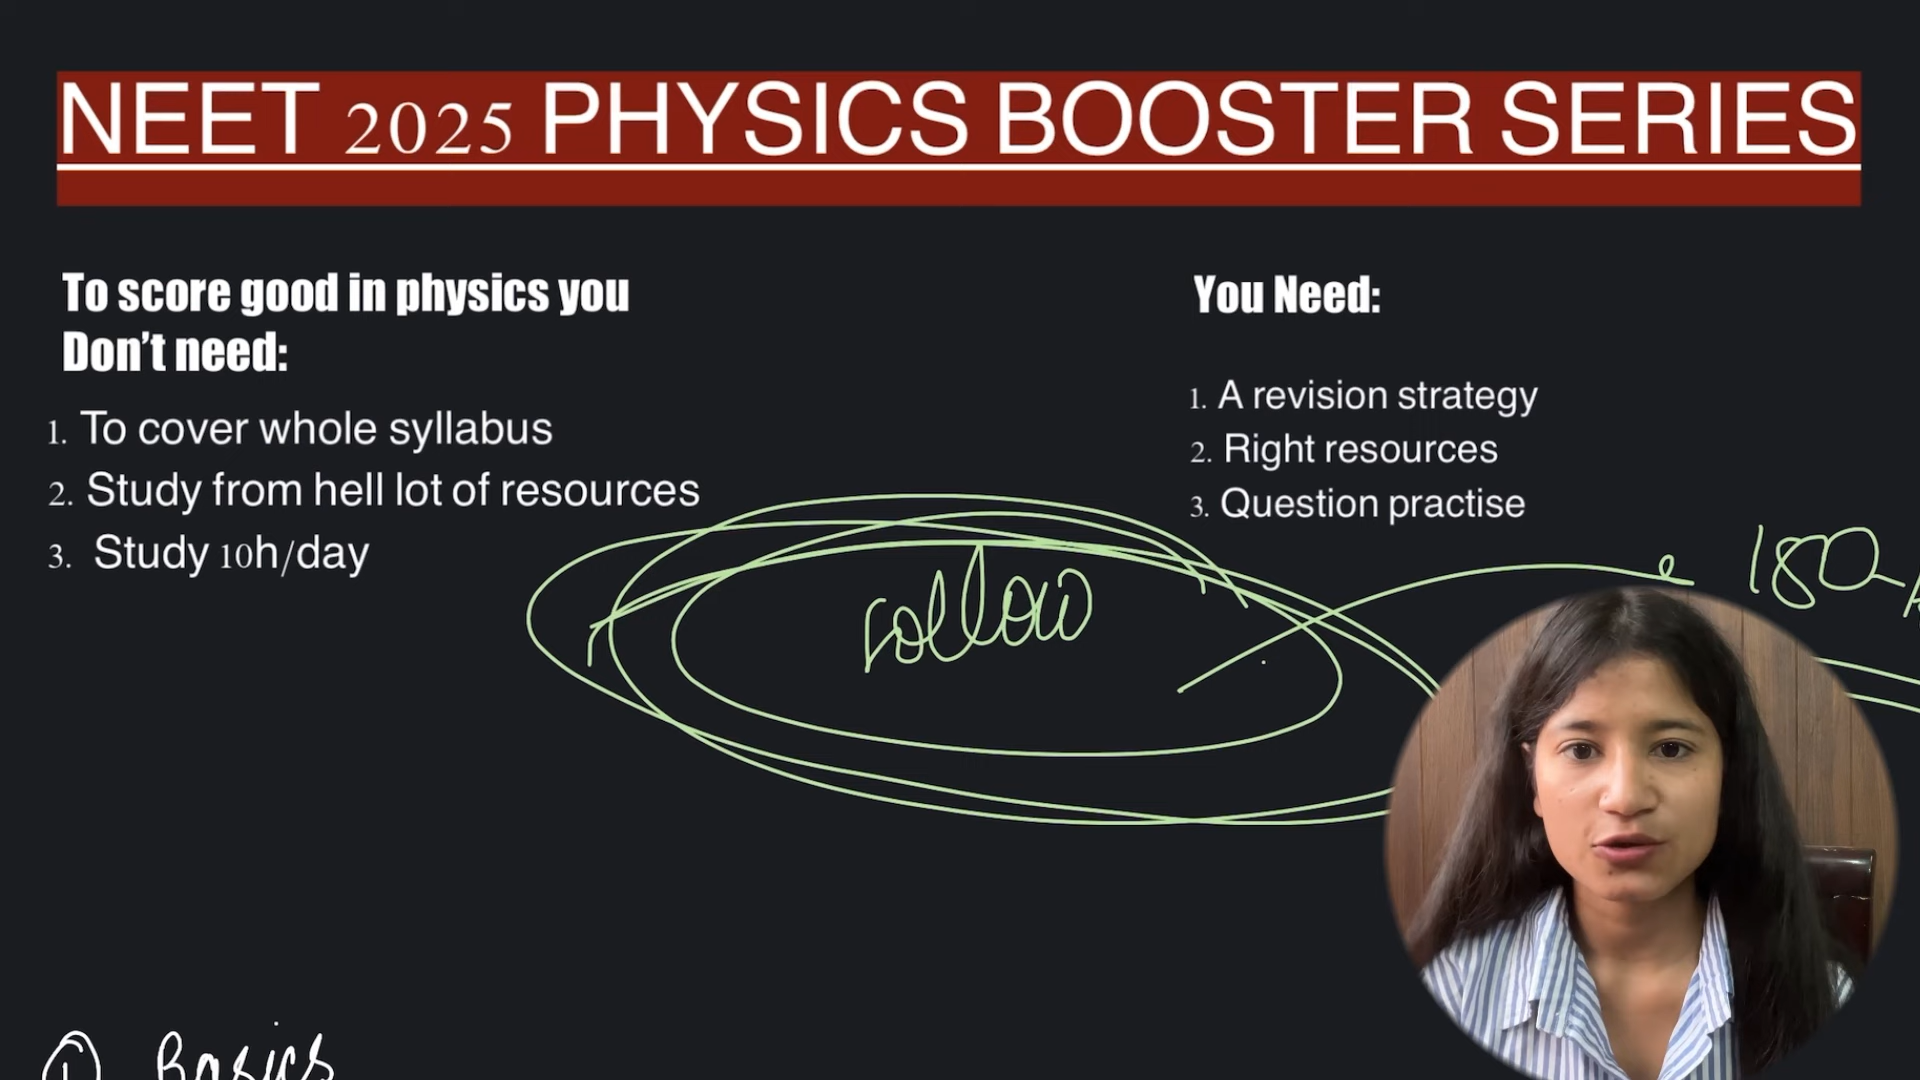 NEET 2025 PHYSICS BOOSTER SERIES
To score good in physics you
Don’t need:
1. To cover whole syllabus
2. Study from hell lot of resources
3. Study 10h/day
You Need:
1. A revision strategy
2. Right resources
3. Question practise
follow
180
1 Basics